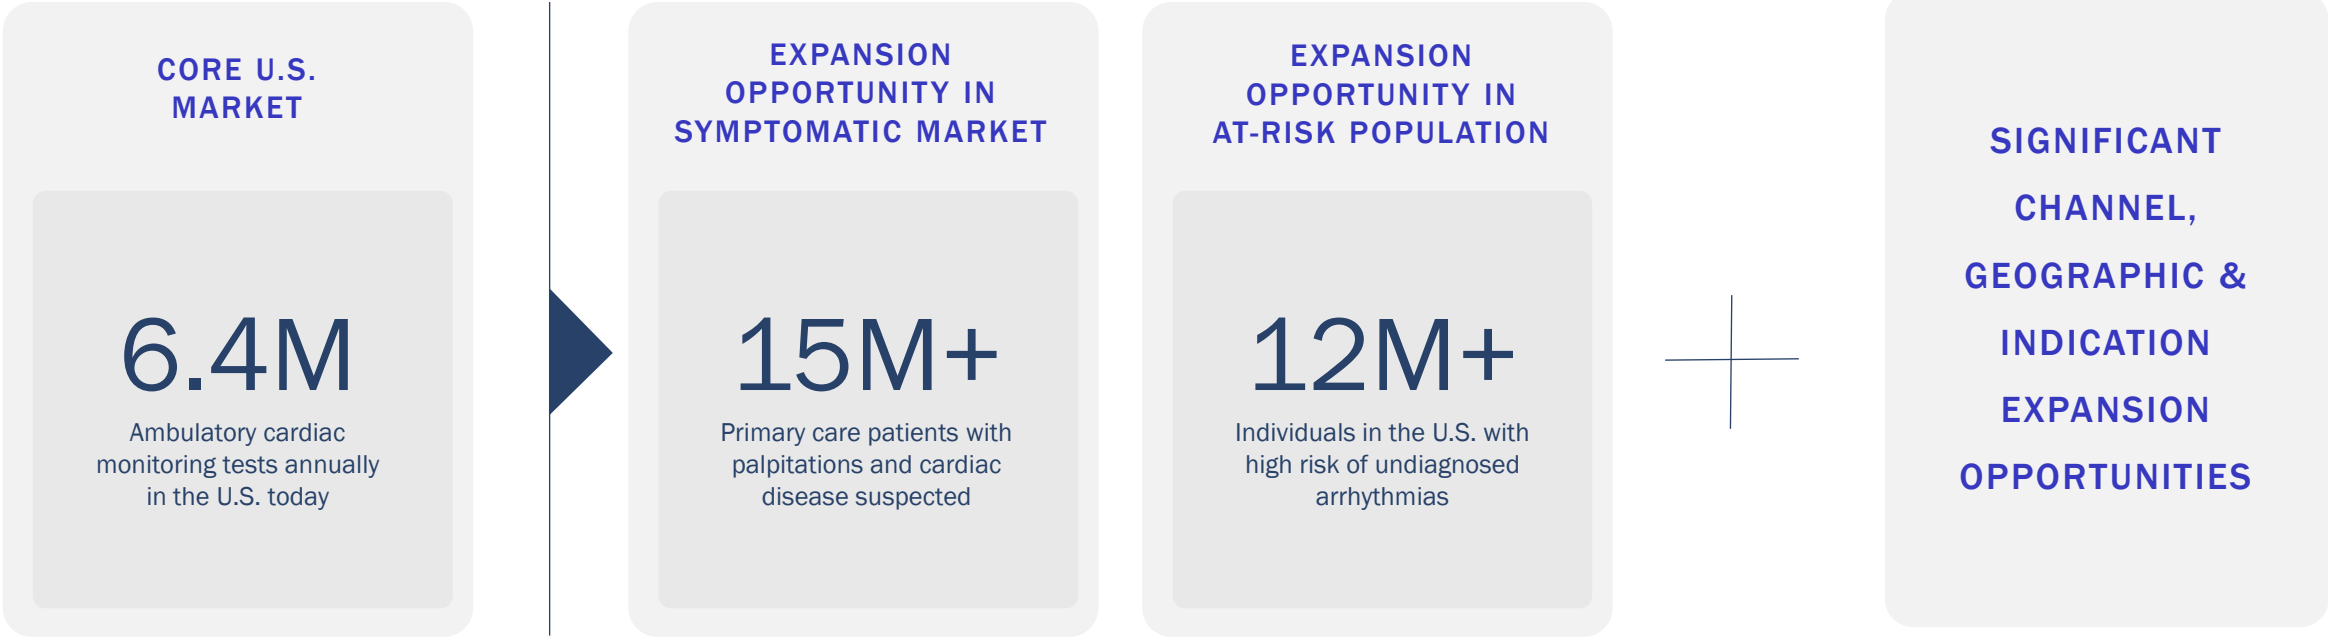 CORE U.S.
MARKET
6.4M
Ambulatory cardiac
monitoring tests annually
in the U.S. today
EXPANSION
OPPORTUNITY IN
SYMPTOMATIC MARKET
15M+
Primary care patients with
palpitations and cardiac
disease suspected
EXPANSION
OPPORTUNITY IN
AT-RISK POPULATION
12M+
Individuals in the U.S. with
high risk of undiagnosed
arrhythmias
SIGNIFICANT
CHANNEL,
GEOGRAPHIC &
INDICATION
EXPANSION
OPPORTUNITIES